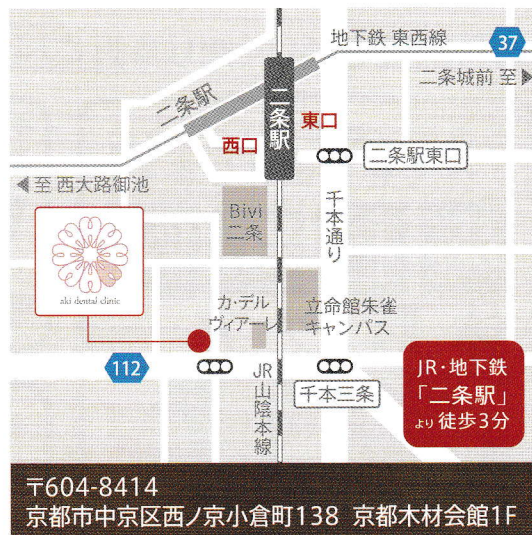 地下鉄 東西線
37
二条城前 至▶
二条駅
二条駅
東口
西口
二条駅東口
◀至 西大路御池
Bivi
二条
千本通り
aki dental clinic
カ・デル
ヴィアーレ
立命館朱雀
キャンパス
112
JR山陰本線
千本三条
JR・地下鉄
「二条駅」
より 徒歩3分
〒604-8414
京都市中京区西ノ京小倉町138 京都木材会館1F